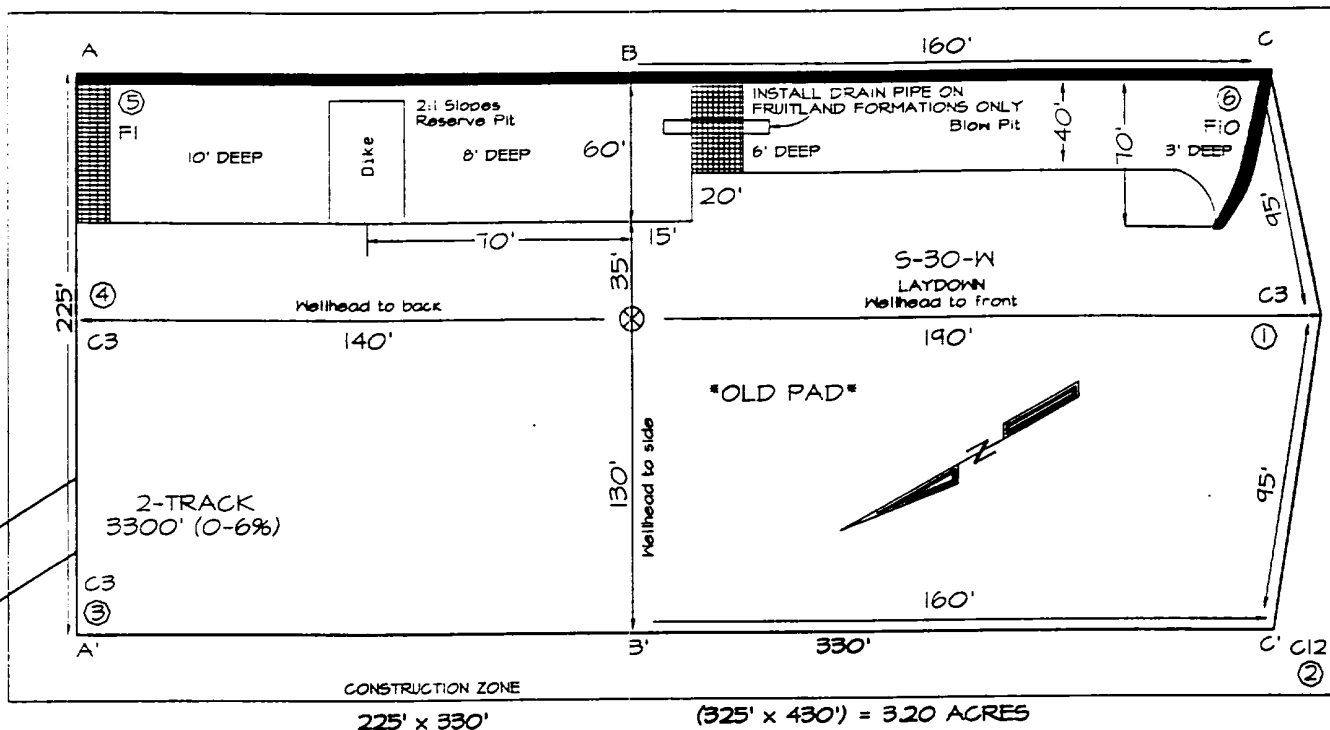 A
B
160'
C
⑤
F1
2:1 Slopes
Reserve Pit
INSTALL DRAIN PIPE ON
FRUITLAND FORMATIONS ONLY
Blow Pit
⑥
F10
10' DEEP
Dike
8' DEEP
60'
6' DEEP
40'
70'
3' DEEP
20'
95'
70'
15'
35'
S-30-W
LAYDOWN
Wellhead to front
225'
④
Wellhead to back
C3
C3
140'
190'
①
*OLD PAD*
N
130'
Wellhead to side
95'
2-TRACK
3300' (0-6%)
C3
③
160'
A'
B'
330'
C'
C12
②
CONSTRUCTION ZONE
225' x 330'
(325' x 430') = 3.20 ACRES